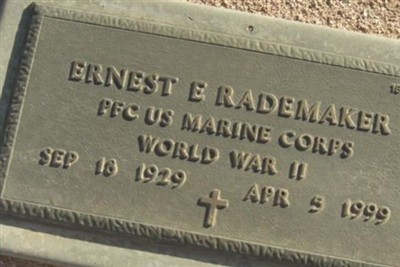 ERNEST E RADEMAKER
PFC US MARINE CORPS
WORLD WAR II
SEP 18 1929 APR 5 1999